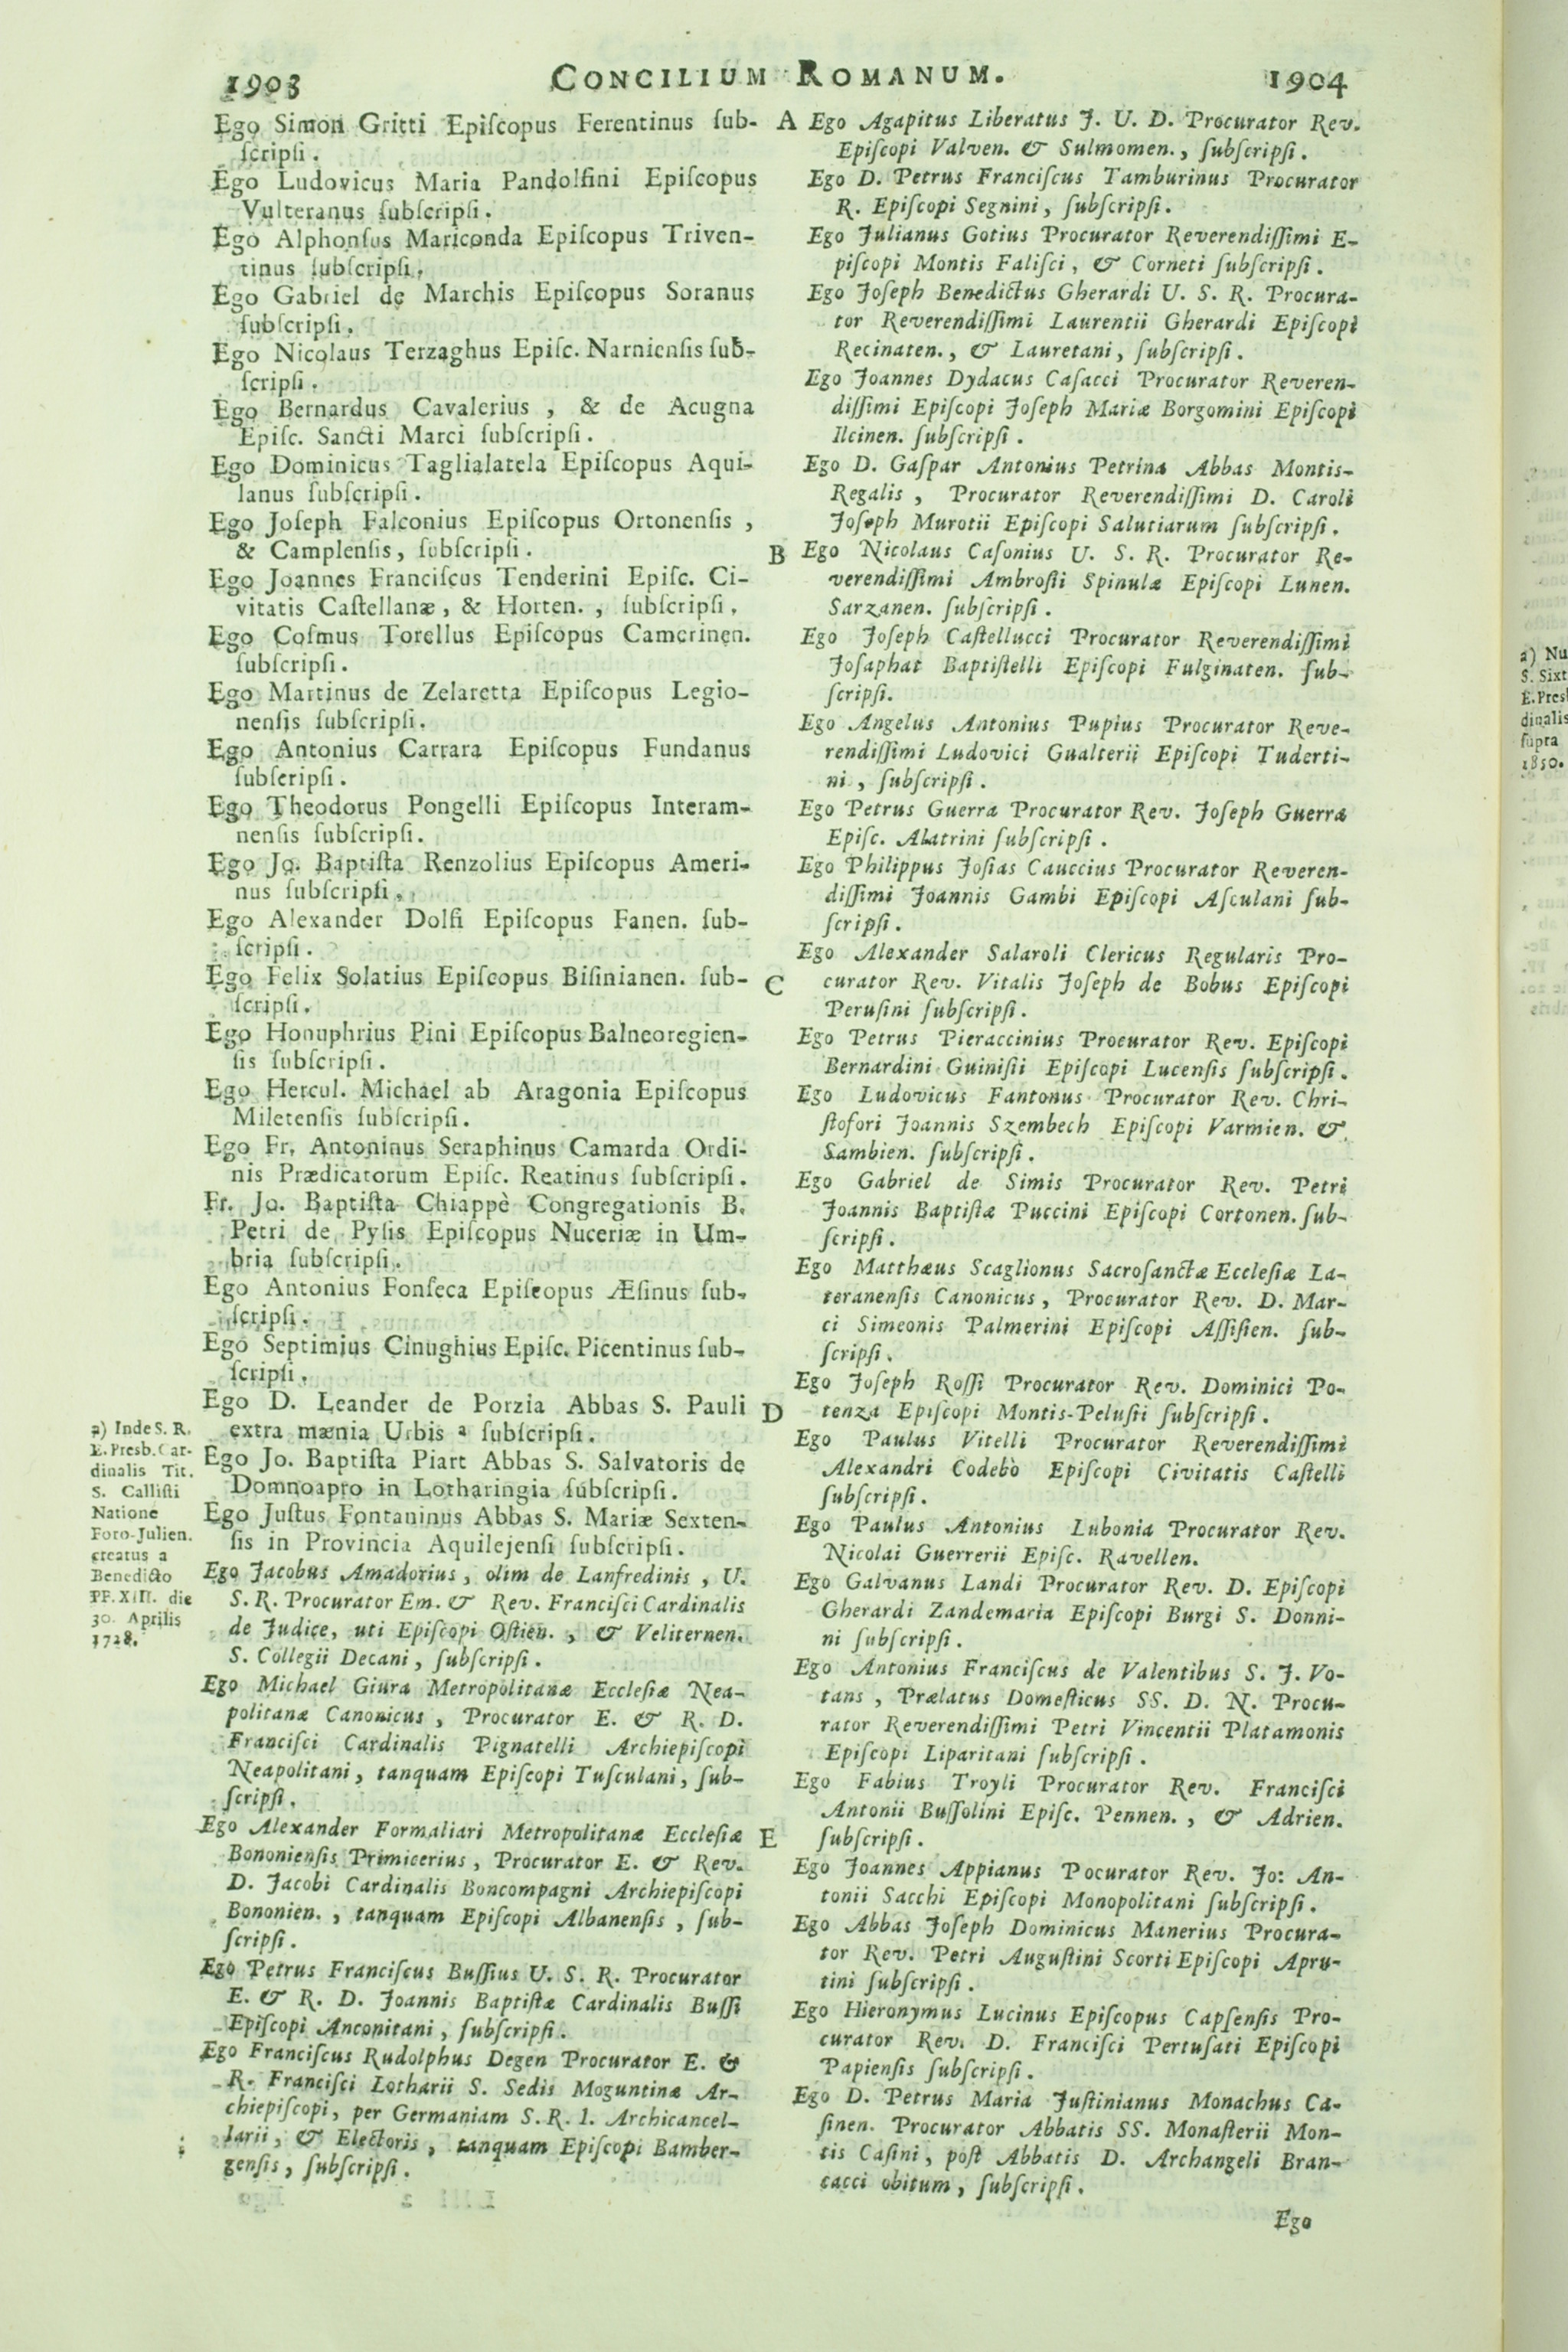 1903
CONCILIUM ROMANUM.
1904
Ego Simon Gritti Epiſcopus Ferentinus ſub-
ſcripſi.
Ego Ludovicus Maria Pandolfini Epiſcopus
Vulteranus ſubſcripſi.
Ego Alphonſus Mariconda Epiſcopus Triven-
tinus ſubſcripſi.
Ego Gabriel de Marchis Epiſcopus Soranus
ſubſcripſi.
Ego Nicolaus Terzaghus Epiſc. Narnienſis ſub-
ſcripſi.
Ego Bernardus Cavalerius, & de Acugna
Epiſc. Sancti Marci ſubſcripſi.
Ego Dominicus Taglialatela Epiſcopus Aqui-
lanus ſubſcripſi.
Ego Joſeph Falconius Epiſcopus Ortonenſis,
& Camplenſis, ſubſcripſi.
Ego Joannes Franciſcus Tenderini Epiſc. Ci-
vitatis Caſtellanæ, & Horten., ſubſcripſi.
Ego Coſmus Torellus Epiſcopus Camerinen.
ſubſcripſi.
Ego Martinus de Zelaretta Epiſcopus Legio-
nenſis ſubſcripſi.
Ego Antonius Carrara Epiſcopus Fundanus
ſubſcripſi.
Ego Theodorus Pongelli Epiſcopus Interam-
nenſis ſubſcripſi.
Ego Jo. Baptiſta Renzolius Epiſcopus Ameri-
nus ſubſcripſi.
Ego Alexander Dolfi Epiſcopus Fanen. ſub-
ſcripſi.
Ego Felix Solatius Epiſcopus Biſinianen. ſub-
ſcripſi.
Ego Honuphrius Pini Epiſcopus Balneoregien-
ſis ſubſcripſi.
Ego Hercul. Michael ab Aragonia Epiſcopus
Miletenſis ſubſcripſi.
Ego Fr. Antoninus Seraphinus Camarda Ordi-
nis Prædicatorum Epiſc. Reatinus ſubſcripſi.
Fr. Jo. Baptiſta Chiappè Congregationis B.
Petri de Pyſis Epiſcopus Nuceriæ in Um-
bria ſubſcripſi.
Ego Antonius Fonſeca Epiſcopus Æſinus ſub-
ſcripſi.
Ego Septimius Cinughius Epiſc. Picentinus ſub-
ſcripſi.
Ego D. Leander de Porzia Abbas S. Pauli
extra mænia Urbis ᵃ ſubſcripſi.
Ego Jo. Baptiſta Piart Abbas S. Salvatoris de
Domnoapro in Lotharingia ſubſcripſi.
Ego Juſtus Fontaninus Abbas S. Mariæ Sexten-
ſis in Provincia Aquilejenſi ſubſcripſi.
Ego Jacobus Amadorius, olim de Lanfredinis, U.
S. R. Procurator Em. & Rev. Franciſci Cardinalis
de Judice, uti Epiſcopi Oſtien., & Veliternen.
S. Collegii Decani, ſubſcripſi.
Ego Michael Giura Metropolitanæ Eccleſiæ Nea-
politanæ Canonicus, Procurator E. & R. D.
Franciſci Cardinalis Pignatelli Archiepiſcopi
Neapolitani, tanquam Epiſcopi Tuſculani, ſub-
ſcripſi.
Ego Alexander Formaliari Metropolitanæ Eccleſiæ
Bononienſis Primicerius, Procurator E. & Rev.
D. Jacobi Cardinalis Boncompagni Archiepiſcopi
Bononien., tanquam Epiſcopi Albanenſis, ſub-
ſcripſi.
Ego Petrus Franciſcus Buſſius U. S. R. Procurator
E. & R. D. Joannis Baptiſtæ Cardinalis Buſſi
Epiſcopi Anconitani, ſubſcripſi.
Ego Franciſcus Rudolphus Degen Procurator E. &
R. Franciſci Lotharii S. Sedis Moguntinæ Ar-
chiepiſcopi, per Germaniam S. R. I. Archicancel-
larii, & Electoris, tanquam Epiſcopi Bamber-
genſis, ſubſcripſi.
a) Inde S. R.
E. Presb. Car-
dinalis Tit.
S. Calliſti
Natione
Foro-Julien.
creatus a
Benedicto
PP. XIII. die
30. Aprilis
1728.
A
B
C
D
E
Ego Agapitus Liberatus J. U. D. Procurator Rev.
Epiſcopi Valven. & Sulmomen., ſubſcripſi.
Ego D. Petrus Franciſcus Tamburinus Procurator
R. Epiſcopi Segnini, ſubſcripſi.
Ego Julianus Gotius Procurator Reverendiſſimi E-
piſcopi Montis Faliſci, & Corneti ſubſcripſi.
Ego Joſeph Benedictus Gherardi U. S. R. Procura-
tor Reverendiſſimi Laurentii Gherardi Epiſcopi
Recinaten., & Lauretani, ſubſcripſi.
Ego Joannes Dydacus Caſacci Procurator Reveren-
diſſimi Epiſcopi Joſeph Mariæ Borgomini Epiſcopi
Ilcinen. ſubſcripſi.
Ego D. Gaſpar Antonius Petrina Abbas Montis-
Regalis, Procurator Reverendiſſimi D. Caroli
Joſeph Murotii Epiſcopi Salutiarum ſubſcripſi.
Ego Nicolaus Caſonius U. S. R. Procurator Re-
verendiſſimi Ambroſii Spinulæ Epiſcopi Lunen.
Sarzanen. ſubſcripſi.
Ego Joſeph Caſtellucci Procurator Reverendiſſimi
Joſaphat Baptiſtelli Epiſcopi Fulginaten. ſub-
ſcripſi.
Ego Angelus Antonius Pupius Procurator Reve-
rendiſſimi Ludovici Gualterii Epiſcopi Tuderti-
ni, ſubſcripſi.
Ego Petrus Guerra Procurator Rev. Joſeph Guerra
Epiſc. Alatrini ſubſcripſi.
Ego Philippus Joſias Cauccius Procurator Reveren-
diſſimi Joannis Gambi Epiſcopi Aſculani ſub-
ſcripſi.
Ego Alexander Salaroli Clericus Regularis Pro-
curator Rev. Vitalis Joſeph de Bobus Epiſcopi
Peruſini ſubſcripſi.
Ego Petrus Pieraccinius Procurator Rev. Epiſcopi
Bernardini Guiniſii Epiſcopi Lucenſis ſubſcripſi.
Ego Ludovicus Fantonus Procurator Rev. Chri-
ſtofori Joannis Szembech Epiſcopi Varmien. &
Sambien. ſubſcripſi.
Ego Gabriel de Simis Procurator Rev. Petri
Joannis Baptiſtæ Puccini Epiſcopi Cortonen. ſub-
ſcripſi.
Ego Matthæus Scaglionus Sacroſanctæ Eccleſiæ La-
teranenſis Canonicus, Procurator Rev. D. Mar-
ci Simeonis Palmerini Epiſcopi Aſſiſien. ſub-
ſcripſi.
Ego Joſeph Roſſi Procurator Rev. Dominici Po-
tenza Epiſcopi Montis-Peluſii ſubſcripſi.
Ego Paulus Vitelli Procurator Reverendiſſimi
Alexandri Codebò Epiſcopi Civitatis Caſtelli
ſubſcripſi.
Ego Paulus Antonius Lubonia Procurator Rev.
Nicolai Guerrerii Epiſc. Ravellen.
Ego Galvanus Landi Procurator Rev. D. Epiſcopi
Gherardi Zandemaria Epiſcopi Burgi S. Donni-
ni ſubſcripſi.
Ego Antonius Franciſcus de Valentibus S. J. Vo-
tans, Prælatus Domeſticus SS. D. N. Procu-
rator Reverendiſſimi Petri Vincentii Platamonis
Epiſcopi Liparitani ſubſcripſi.
Ego Fabius Troyli Procurator Rev. Franciſci
Antonii Buſſolini Epiſc. Pennen., & Adrien.
ſubſcripſi.
Ego Joannes Appianus Pocurator Rev. Jo: An-
tonii Sacchi Epiſcopi Monopolitani ſubſcripſi.
Ego Abbas Joſeph Dominicus Manerius Procura-
tor Rev. Petri Auguſtini Scorti Epiſcopi Apru-
tini ſubſcripſi.
Ego Hieronymus Lucinus Epiſcopus Capſenſis Pro-
curator Rev. D. Franciſci Pertuſati Epiſcopi
Papienſis ſubſcripſi.
Ego D. Petrus Maria Juſtinianus Monachus Ca-
ſinen. Procurator Abbatis SS. Monaſterii Mon-
tis Caſini, poſt Abbatis D. Archangeli Bran-
cacci obitum, ſubſcripſi.
Ego
a) Nu
S. Sixt
E. Presb
dinalis
ſupra
1850.